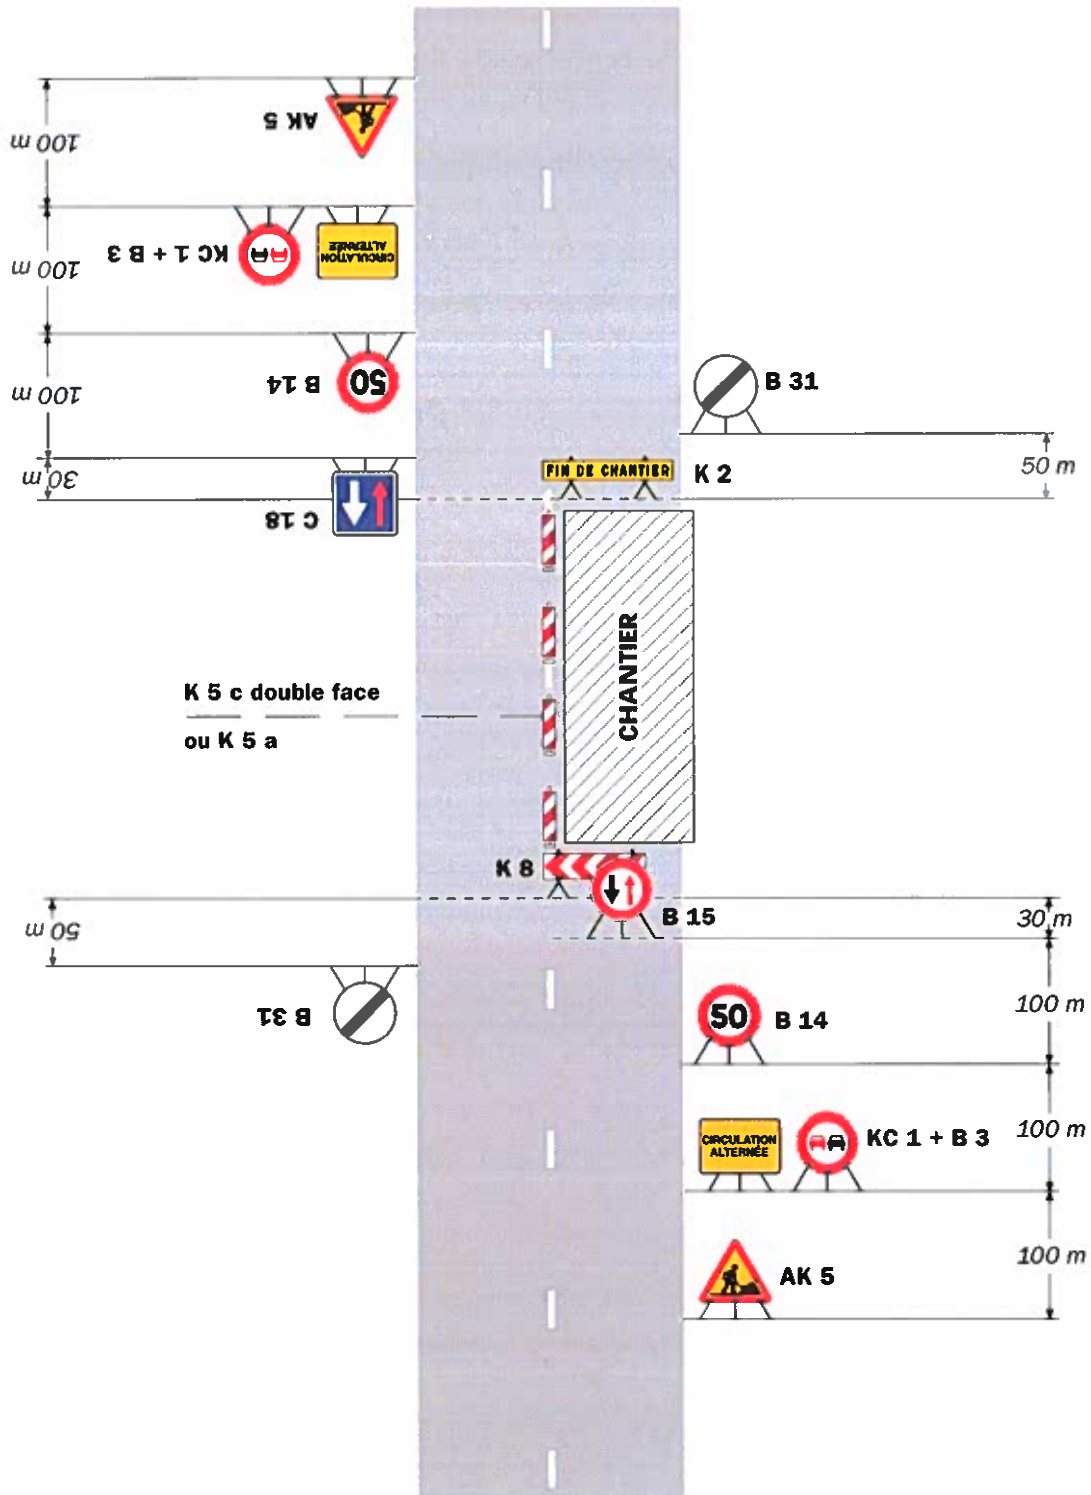 AK 5
100 m
KC 1 + B 3
CIRCULATION
ALTERNÉE
100 m
B 14
50
100 m
B 31
FIN DE CHANTIER
K 2
50 m
30 m
C 18
CHANTIER
K 5 c double face
ou K 5 a
K 8
B 15
30 m
50 m
B 31
50
B 14
100 m
CIRCULATION
ALTERNÉE
KC 1 + B 3
100 m
AK 5
100 m